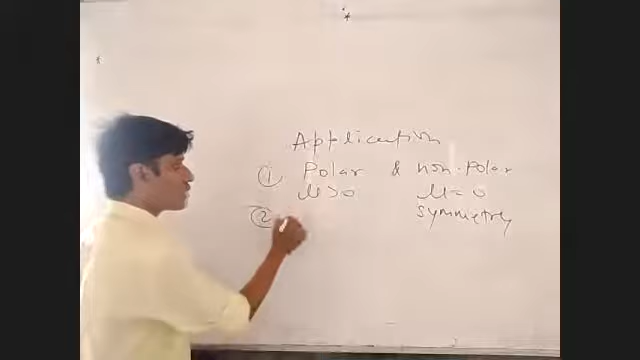 Application
① Polar & non-polar
μ>0 μ=0
② symmetry